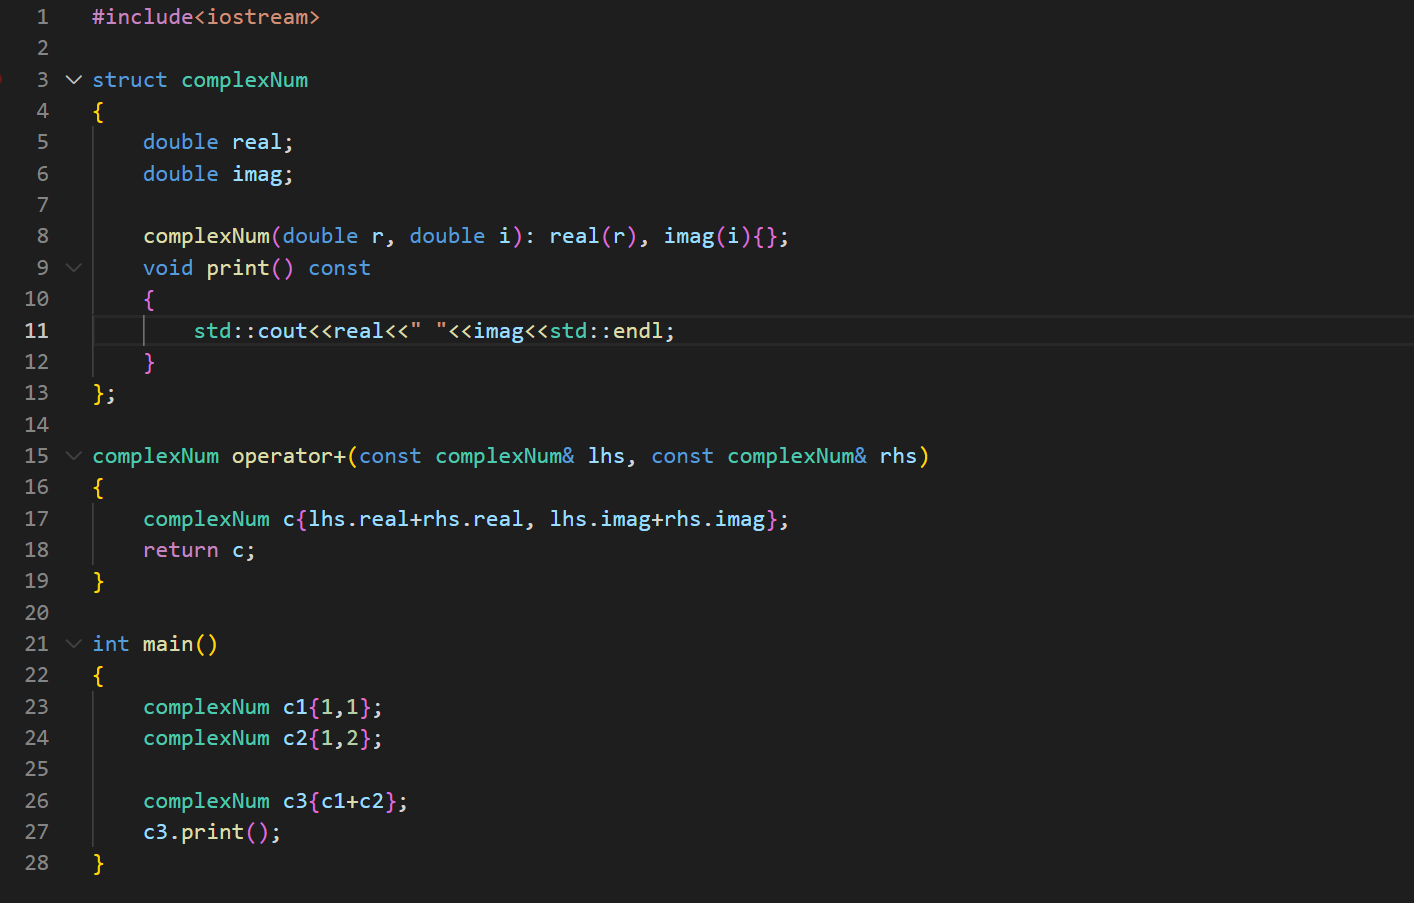 1 #include<iostream>
2
3 struct complexNum
4 {
5     double real;
6     double imag;
7
8     complexNum(double r, double i): real(r), imag(i){};
9     void print() const
10     {
11         std::cout<<real<<" "<<imag<<std::endl;
12     }
13 };
14
15 complexNum operator+(const complexNum& lhs, const complexNum& rhs)
16 {
17     complexNum c{lhs.real+rhs.real, lhs.imag+rhs.imag};
18     return c;
19 }
20
21 int main()
22 {
23     complexNum c1{1,1};
24     complexNum c2{1,2};
25
26     complexNum c3{c1+c2};
27     c3.print();
28 }